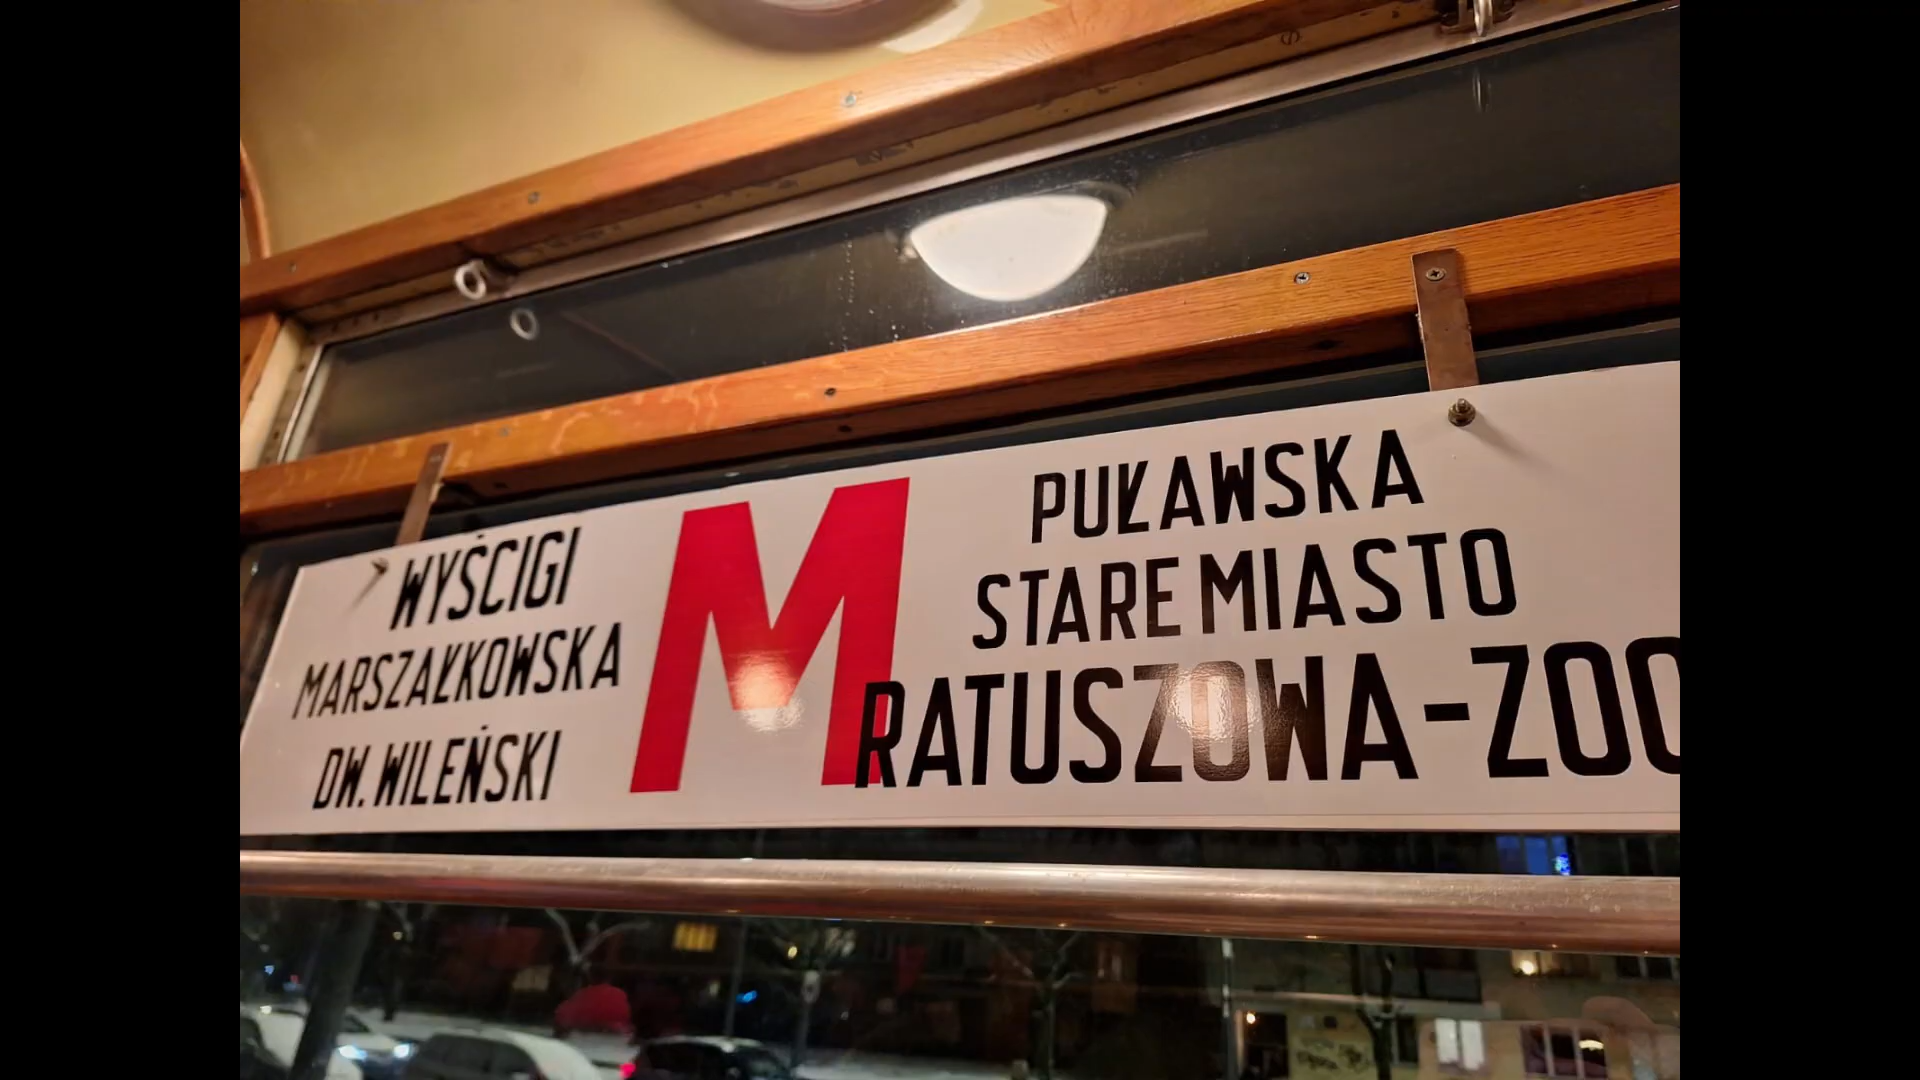 WYŚCIGI
MARSZAŁKOWSKA
DW. WILEŃSKI
M
PUŁAWSKA
STARE MIASTO
RATUSZOWA-ZOO